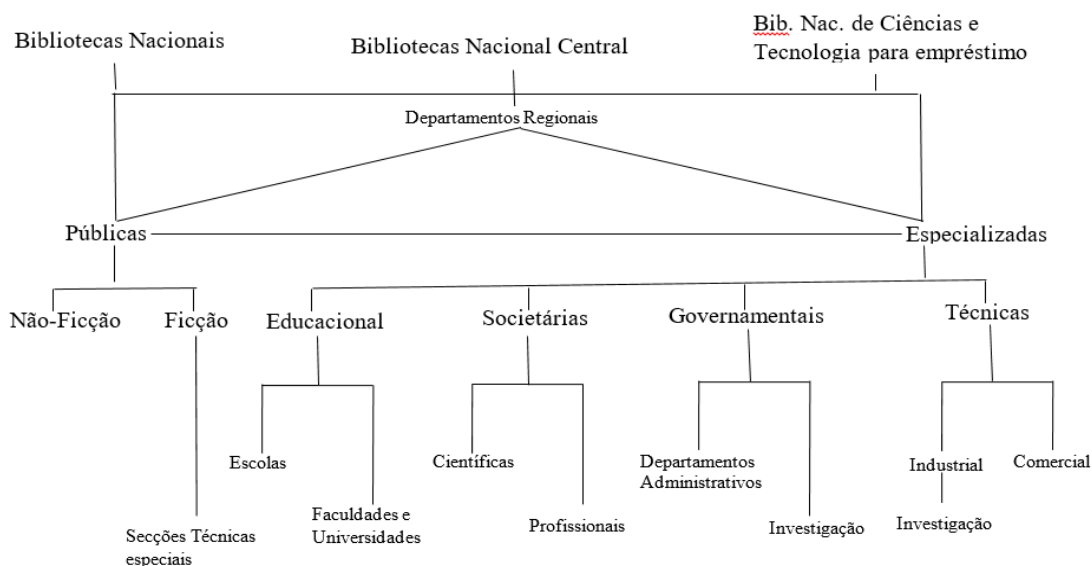 Bibliotecas Nacionais
Bibliotecas Nacional Central
Bib. Nac. de Ciências e
Tecnologia para empréstimo
Departamentos Regionais
Públicas
Especializadas
Não-Ficção
Ficção
Educacional
Societárias
Governamentais
Técnicas
Escolas
Científicas
Departamentos
Administrativos
Industrial
Comercial
Secções Técnicas
especiais
Faculdades e
Universidades
Profissionais
Investigação
Investigação